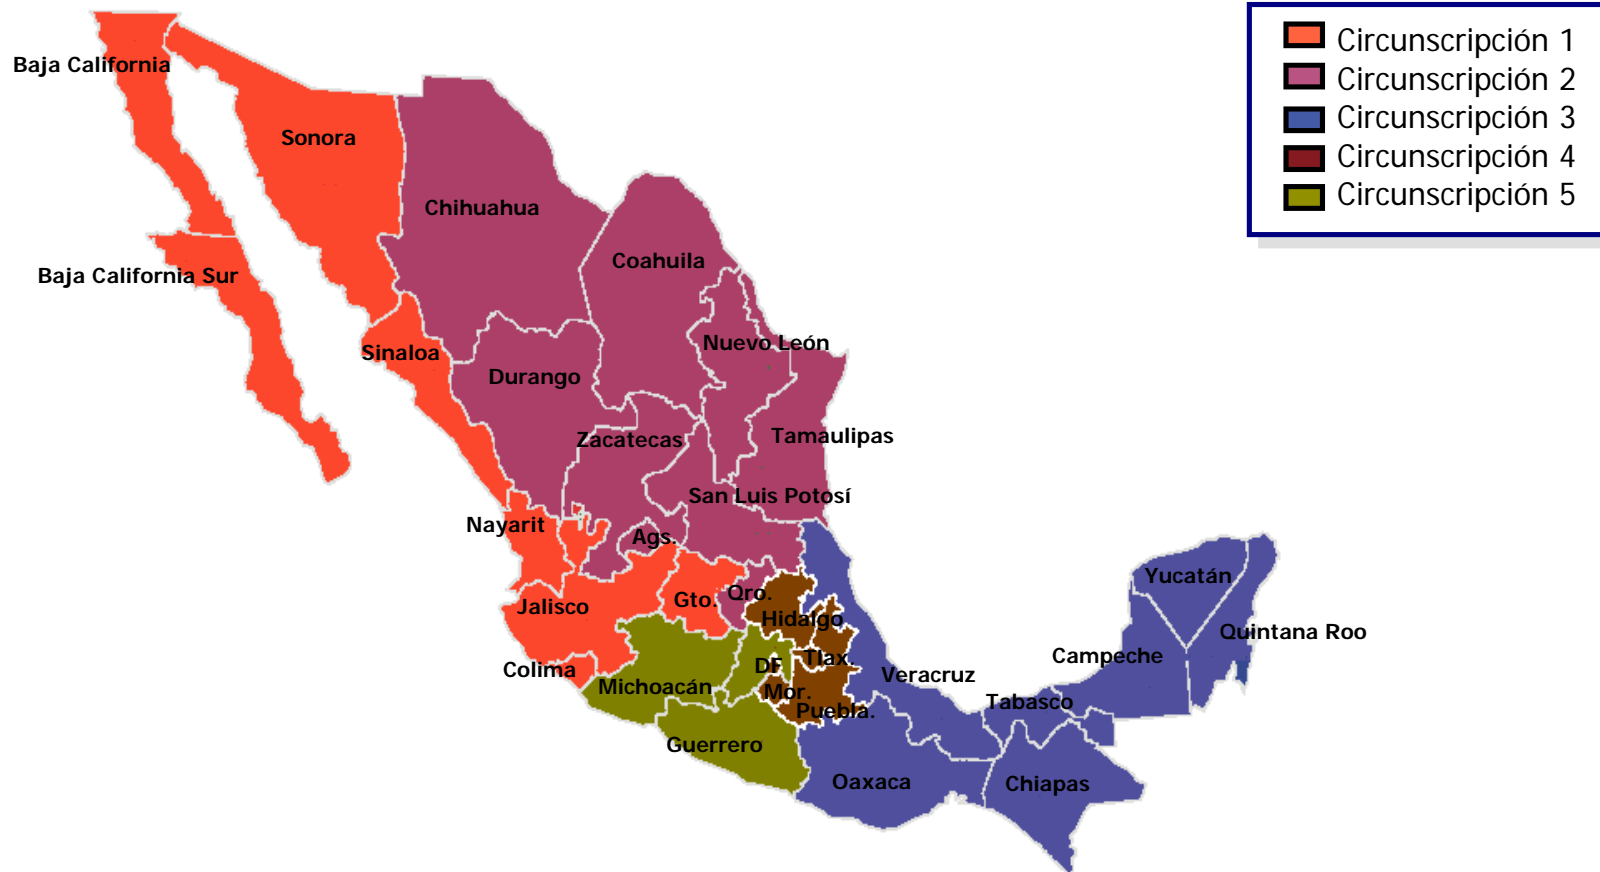 Circunscripción 1
Circunscripción 2
Circunscripción 3
Circunscripción 4
Circunscripción 5
Baja California
Sonora
Chihuahua
Coahuila
Baja California Sur
Nuevo León
Sinaloa
Durango
Zacatecas
Tamaulipas
San Luis Potosí
Nayarit
Ags.
Yucatán
Jalisco
Gto.
Qro.
Hidalgo
Quintana Roo
Campeche
Tlax.
DF
Colima
Veracruz
Michoacán
Mor.
Tabasco
Puebla.
Guerrero
Oaxaca
Chiapas